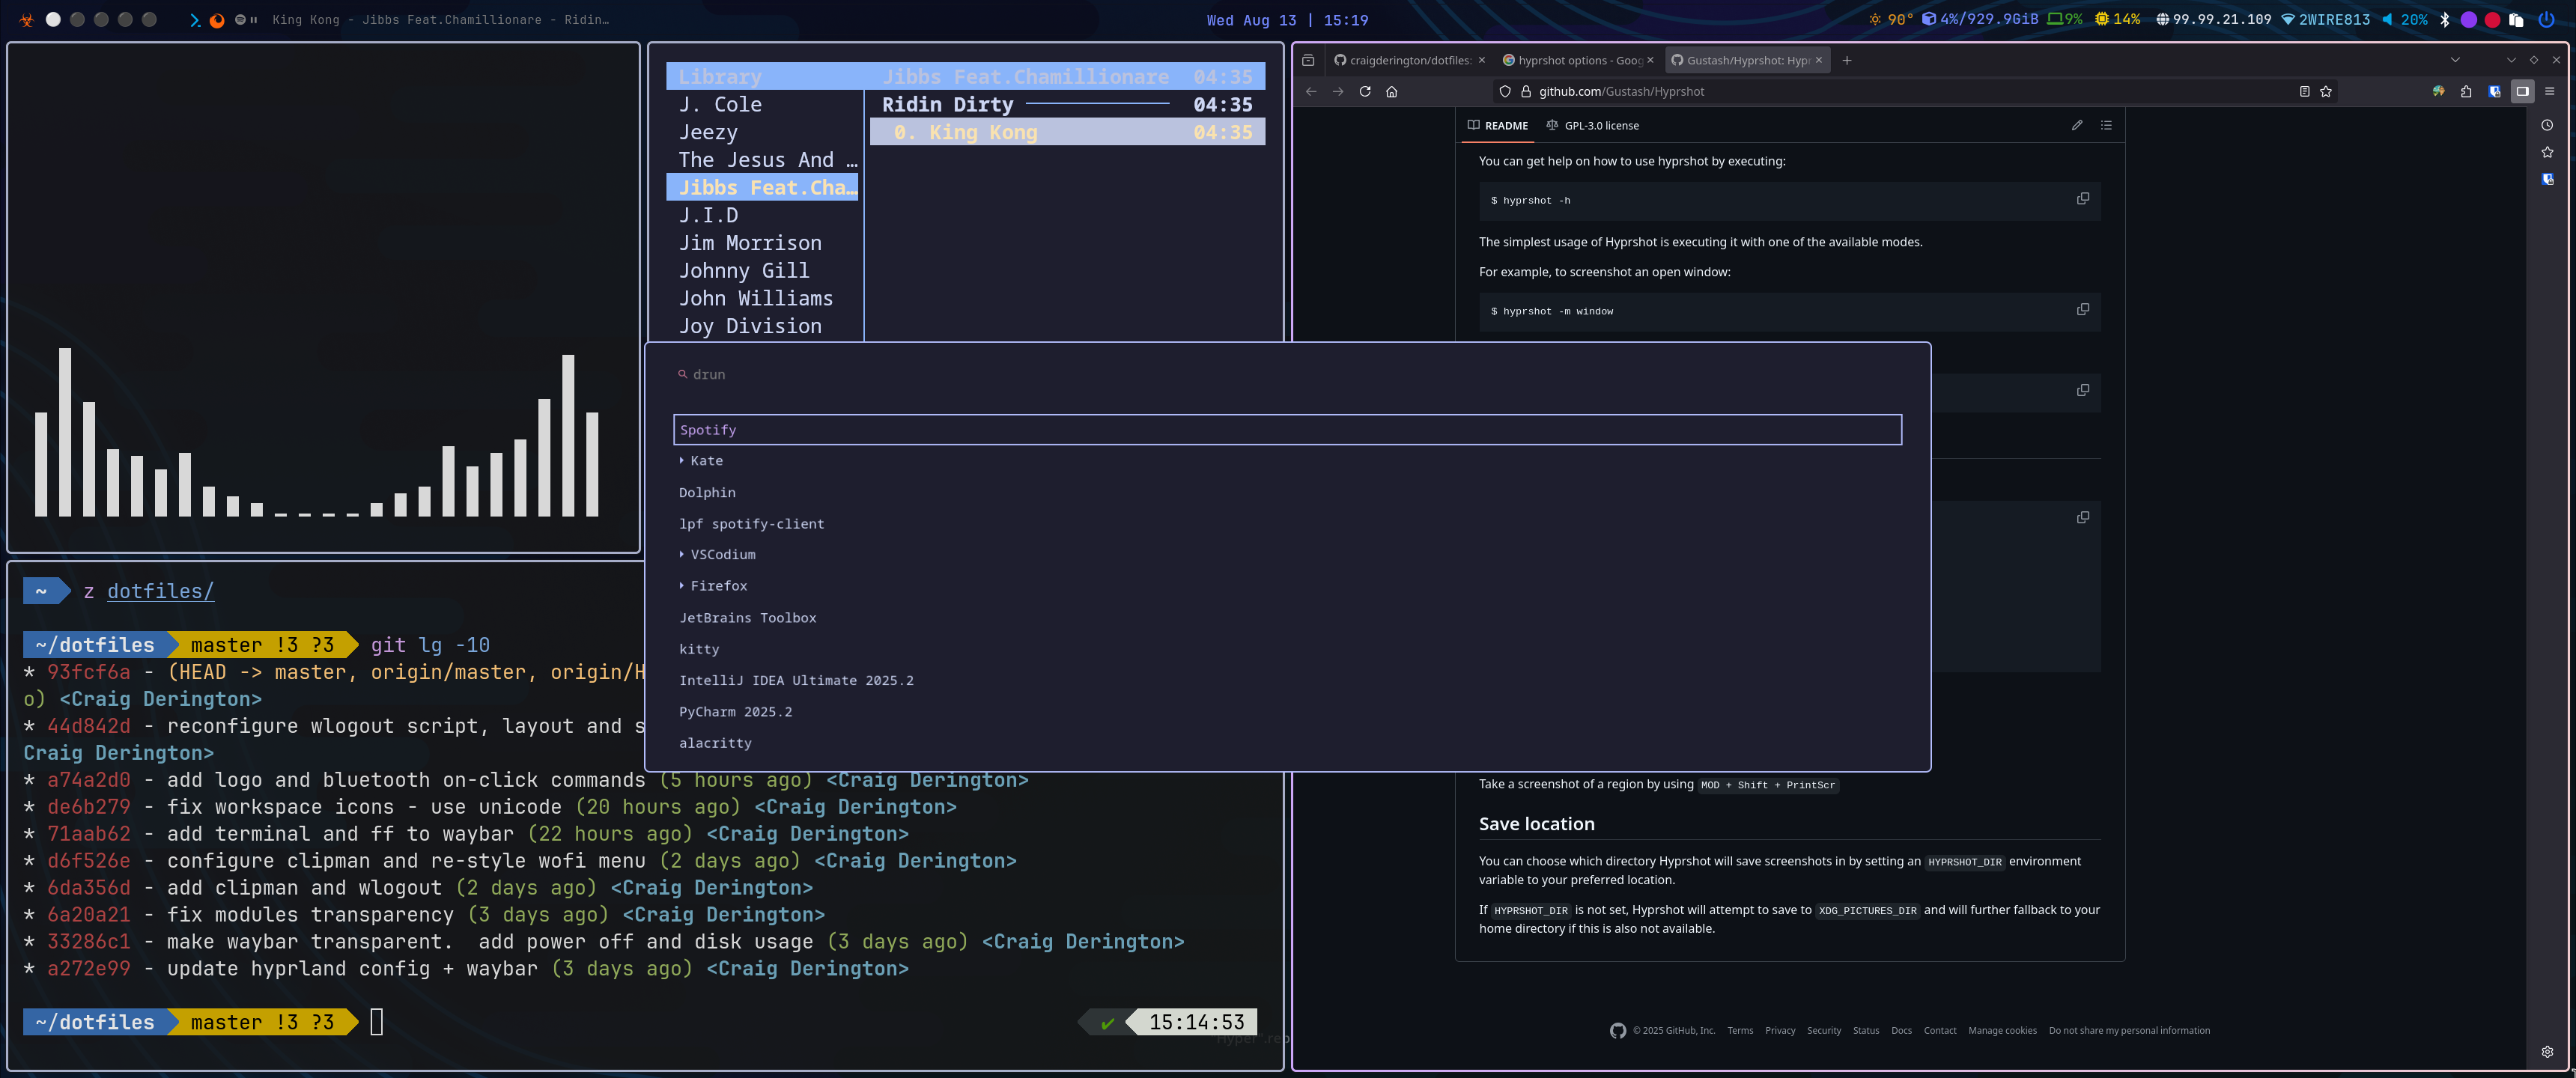 King Kong - Jibbs Feat.Chamillionare - Ridin…
Wed Aug 13 | 15:19
90° 4%/929.9GiB 9% 14% 99.99.21.109 2WIRE813 20%
Library
J. Cole
Jeezy
The Jesus And …
Jibbs Feat.Cha…
J.I.D
Jim Morrison
Johnny Gill
John Williams
Joy Division
Jibbs Feat.Chamillionare 04:35
Ridin Dirty 04:35
0. King Kong 04:35
craigderington/dotfiles:
hyprshot options - Goog
Gustash/Hyprshot: Hypr
github.com/Gustash/Hyprshot
README
GPL-3.0 license
You can get help on how to use hyprshot by executing:
$ hyprshot -h
The simplest usage of Hyprshot is executing it with one of the available modes.
For example, to screenshot an open window:
$ hyprshot -m window
drun
Spotify
Kate
Dolphin
lpf spotify-client
VSCodium
Firefox
JetBrains Toolbox
kitty
IntelliJ IDEA Ultimate 2025.2
PyCharm 2025.2
alacritty
~ z dotfiles/
~/dotfiles master !3 ?3 git lg -10
* 93fcf6a - (HEAD -> master, origin/master, origin/H
o) <Craig Derington>
* 44d842d - reconfigure wlogout script, layout and s
Craig Derington>
* a74a2d0 - add logo and bluetooth on-click commands (5 hours ago) <Craig Derington>
* de6b279 - fix workspace icons - use unicode (20 hours ago) <Craig Derington>
* 71aab62 - add terminal and ff to waybar (22 hours ago) <Craig Derington>
* d6f526e - configure clipman and re-style wofi menu (2 days ago) <Craig Derington>
* 6da356d - add clipman and wlogout (2 days ago) <Craig Derington>
* 6a20a21 - fix modules transparency (3 days ago) <Craig Derington>
* 33286c1 - make waybar transparent.  add power off and disk usage (3 days ago) <Craig Derington>
* a272e99 - update hyprland config + waybar (3 days ago) <Craig Derington>
~/dotfiles master !3 ?3
✔ 15:14:53
Take a screenshot of a region by using MOD + Shift + PrintScr
Save location
You can choose which directory Hyprshot will save screenshots in by setting an HYPRSHOT_DIR environment
variable to your preferred location.
If HYPRSHOT_DIR is not set, Hyprshot will attempt to save to XDG_PICTURES_DIR and will further fallback to your
home directory if this is also not available.
© 2025 GitHub, Inc. Terms Privacy Security Status Docs Contact Manage cookies Do not share my personal information